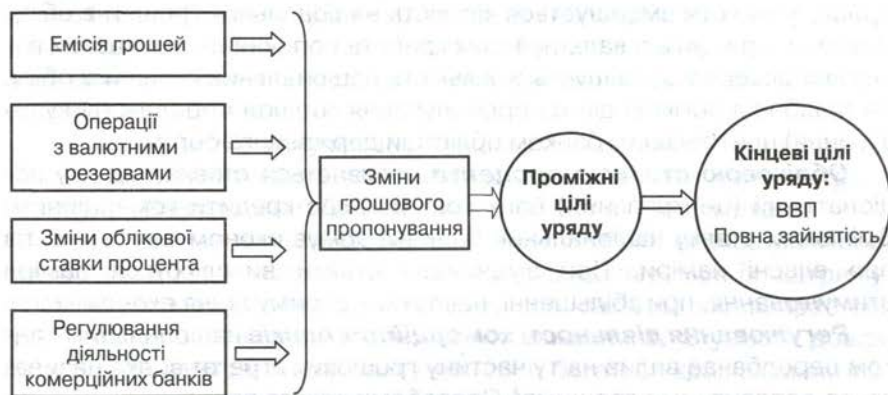 Емісія грошей
Операції
з валютними
резервами
Зміни облікової
ставки процента
Регулювання
діяльності
комерційних банків
Зміни
грошового
пропонування
Проміжні
цілі
уряду
Кінцеві цілі
уряду:
ВВП
Повна зайнятість